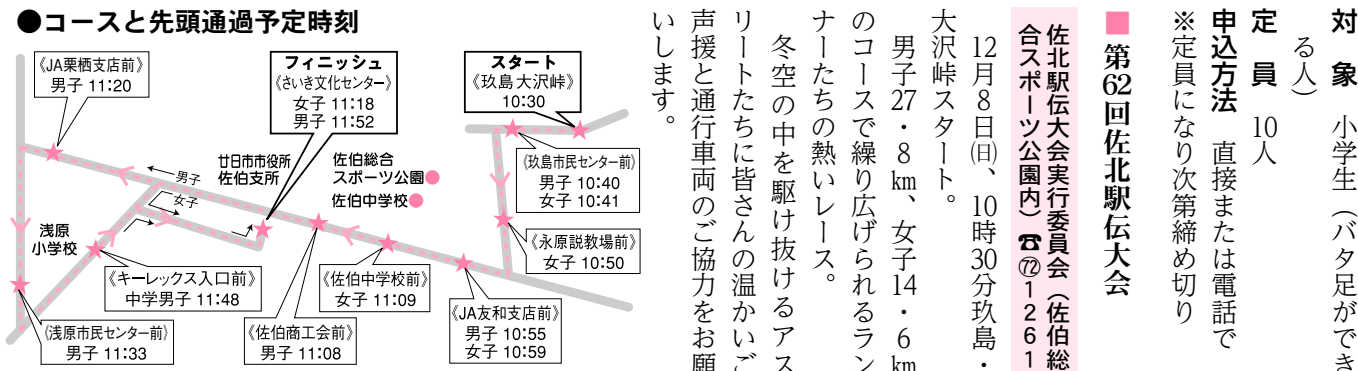 対　象　小学生（バタ足ができ
る人）
定　員　10人
申込方法　直接または電話で
※定員になり次第締め切り
■第62回佐北駅伝大会
佐北駅伝大会実行委員会（佐伯総
合スポーツ公園内）☎㋆1261
12月8日㈰、10時30分玖島・
大沢峠スタート。
男子27・8㎞、女子14・6㎞
のコースで繰り広げられるラン
ナーたちの熱いレース。
冬空の中を駆け抜けるアス
リートたちに皆さんの温かいご
声援と通行車両のご協力をお願
いします。
●コースと先頭通過予定時刻
《JA栗栖支店前》
男子 11:20
フィニッシュ
《さいき文化センター》
女子 11:18
男子 11:52
スタート
《玖島大沢峠》
10:30
《玖島市民センター前》
男子 10:40
女子 10:41
廿日市市役所
佐伯支所
佐伯総合
スポーツ公園●
佐伯中学校●
←男子
女子
浅原
小学校
《永原説教場前》
女子 10:50
《キーレックス入口前》
中学男子 11:48
《佐伯中学校前》
女子 11:09
《JA友和支店前》
男子 10:55
女子 10:59
《佐伯商工会前》
男子 11:08
《浅原市民センター前》
男子 11:33